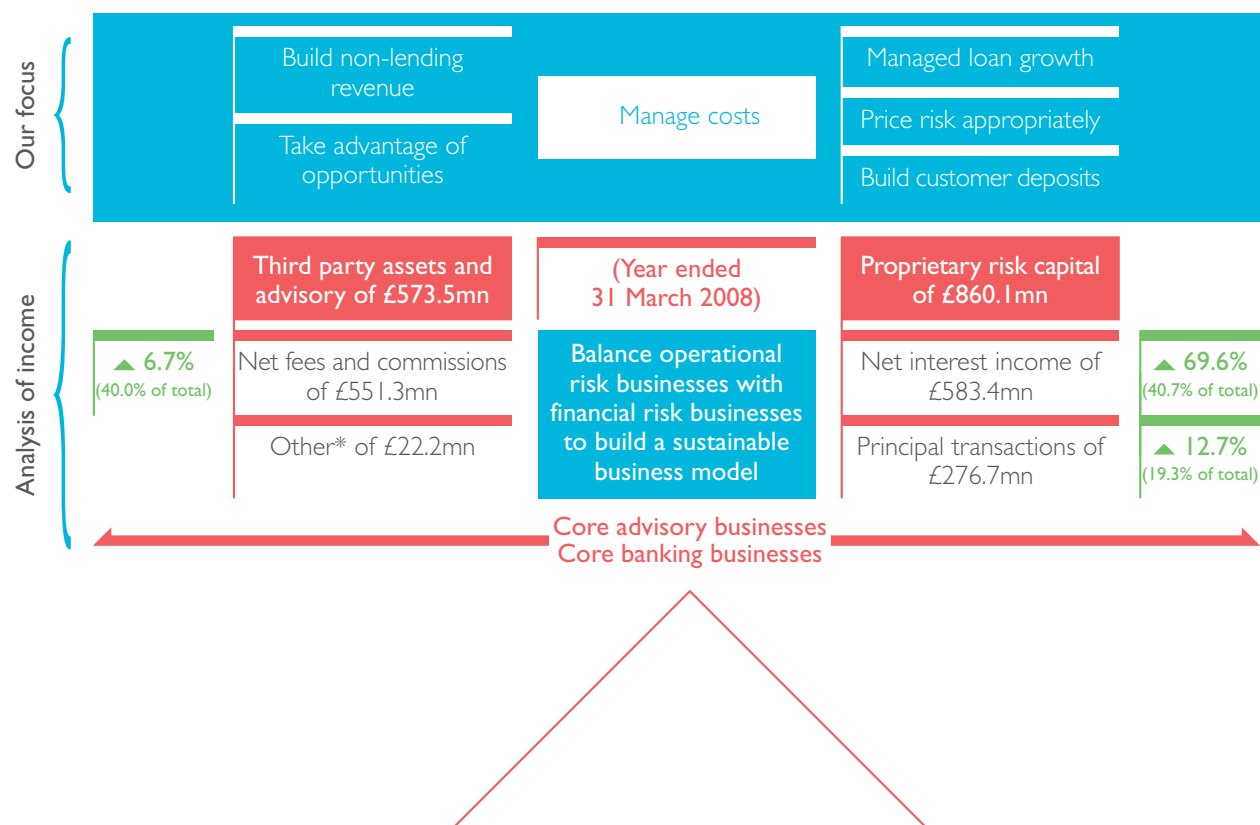 Our focus
Build non-lending
revenue
Take advantage of
opportunities
Manage costs
Managed loan growth
Price risk appropriately
Build customer deposits
Analysis of income
▲ 6.7%
(40.0% of total)
Third party assets and
advisory of £573.5mn
Net fees and commissions
of £551.3mn
Other* of £22.2mn
(Year ended
31 March 2008)
Balance operational
risk businesses with
financial risk businesses
to build a sustainable
business model
Proprietary risk capital
of £860.1mn
Net interest income of
£583.4mn
Principal transactions of
£276.7mn
▲ 69.6%
(40.7% of total)
▲ 12.7%
(19.3% of total)
Core advisory businesses
Core banking businesses